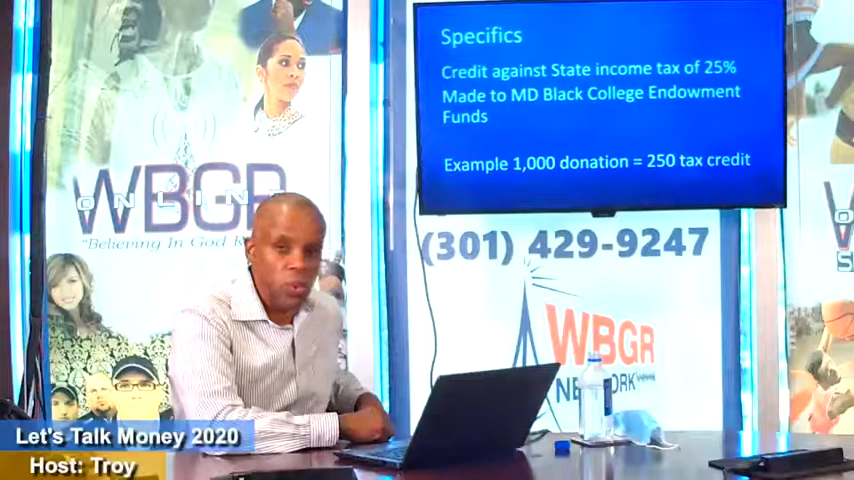 Specifics
Credit against State income tax of 25%
Made to MD Black College Endowment
Funds
Example 1,000 donation = 250 tax credit
WBGR
ONLINE
"Believing In God
(301) 429-9247
WBGR
NETWORK
Let's Talk Money 2020
Host: Troy